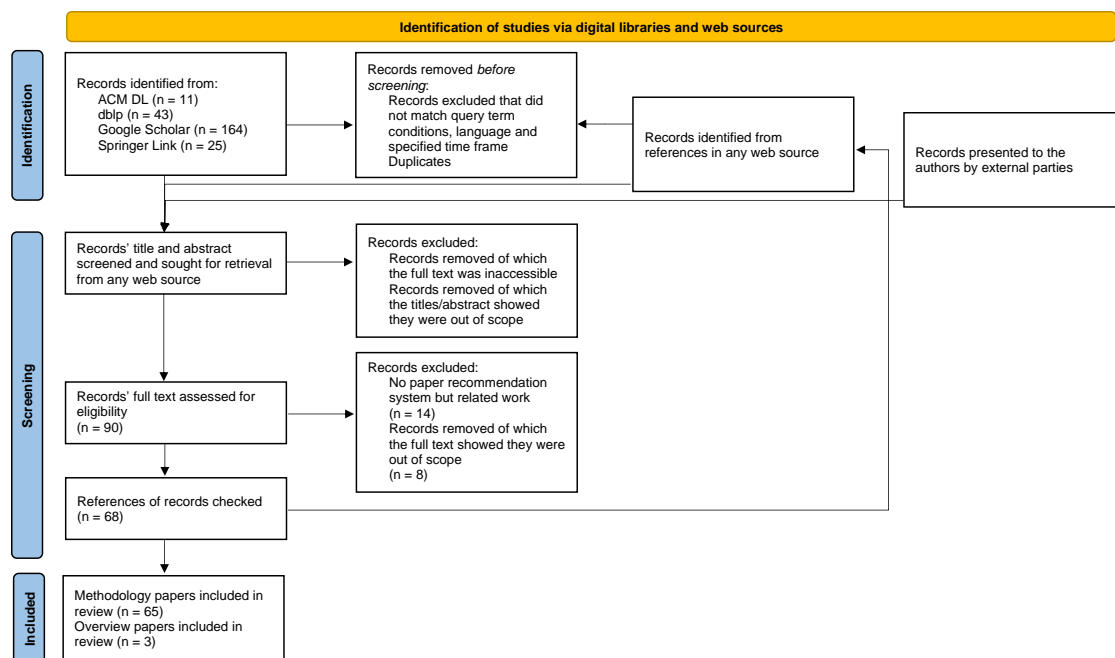 Identification of studies via digital libraries and web sources
Identification
Records identified from:
ACM DL (n = 11)
dblp (n = 43)
Google Scholar (n = 164)
Springer Link (n = 25)
Records removed before
screening:
Records excluded that did
not match query term
conditions, language and
specified time frame
Duplicates
Records identified from
references in any web source
Records presented to the
authors by external parties
Screening
Records’ title and abstract
screened and sought for retrieval
from any web source
Records excluded:
Records removed of which
the full text was inaccessible
Records removed of which
the titles/abstract showed
they were out of scope
Records’ full text assessed for
eligibility
(n = 90)
Records excluded:
No paper recommendation
system but related work
(n = 14)
Records removed of which
the full text showed they were
out of scope
(n = 8)
References of records checked
(n = 68)
Included
Methodology papers included in
review (n = 65)
Overview papers included in
review (n = 3)